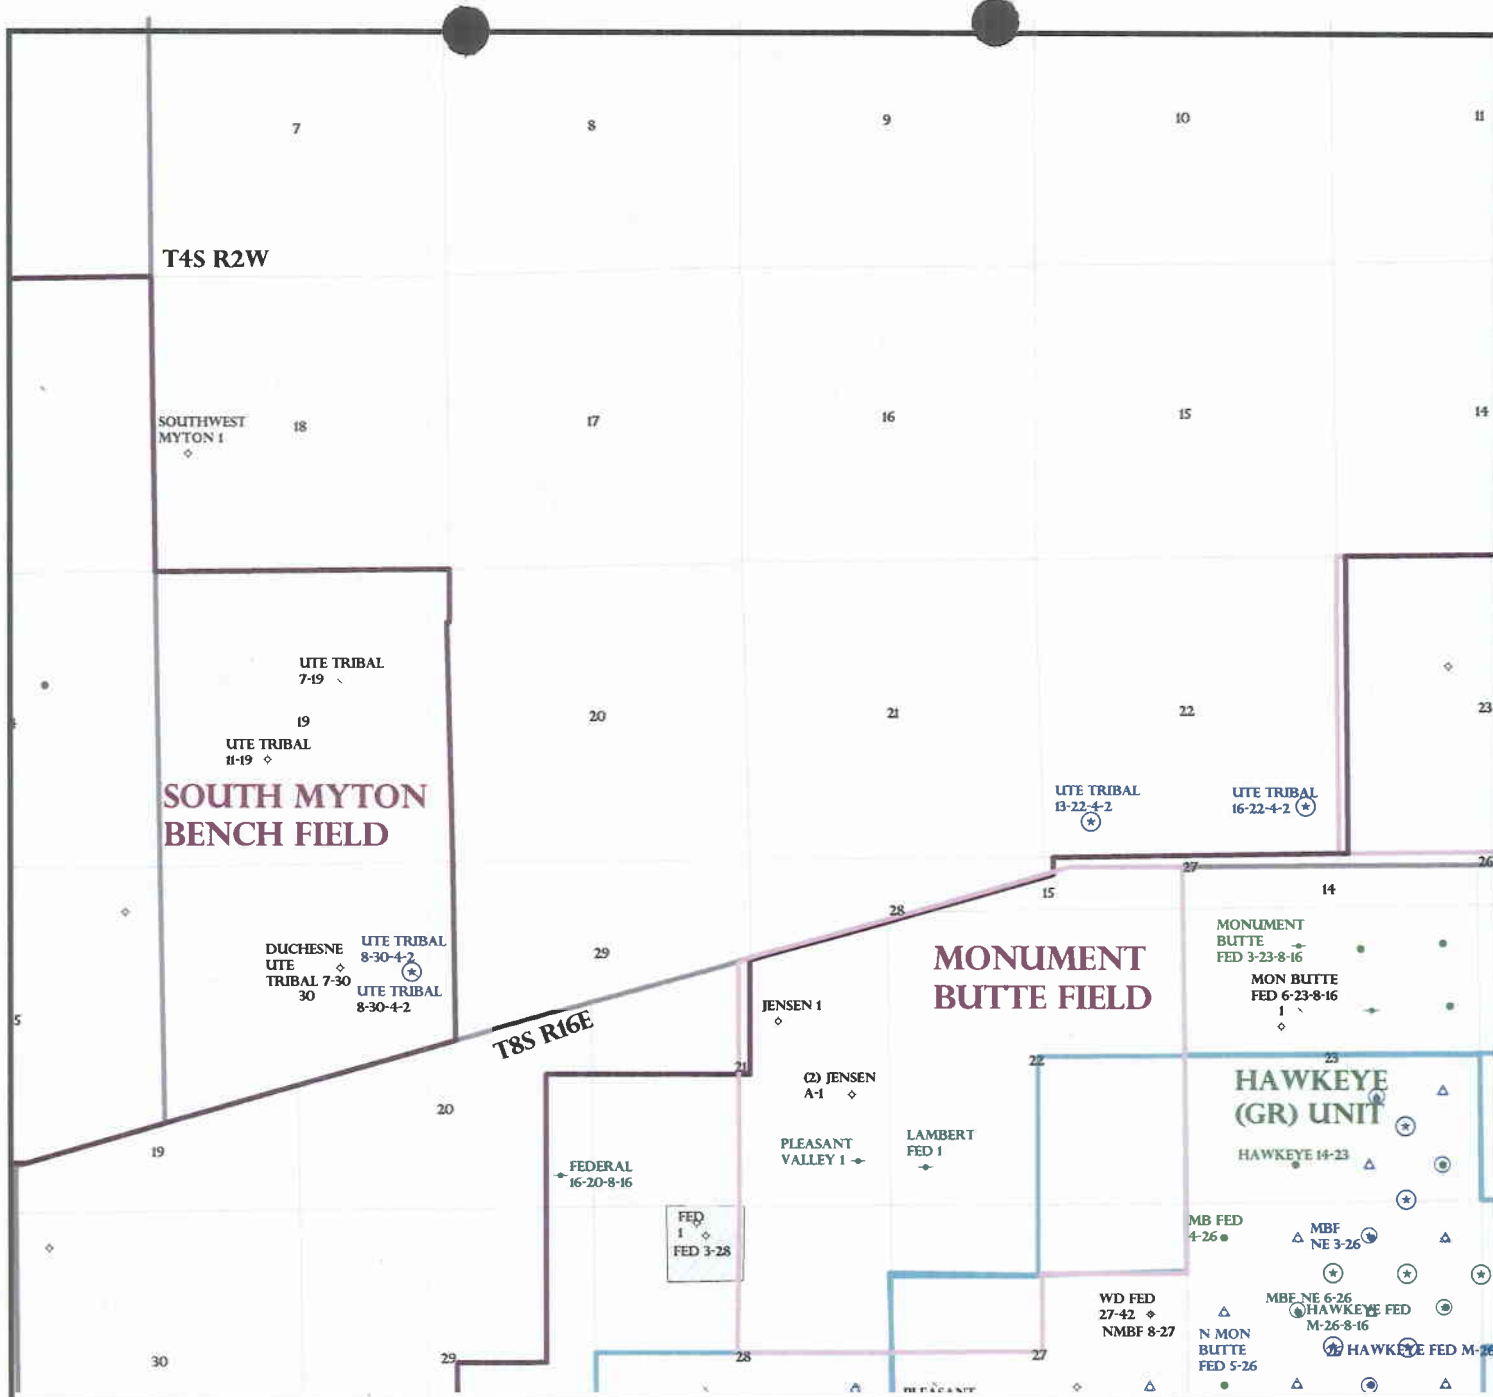 7
8
9
10
11
T4S R2W
SOUTHWEST
MYTON 1
18
17
16
15
14
UTE TRIBAL
7-19
19
20
21
22
23
UTE TRIBAL
11-19
SOUTH MYTON
BENCH FIELD
UTE TRIBAL
13-22-4-2
UTE TRIBAL
16-22-4-2
27
26
15
14
28
29
DUCHESNE
UTE
TRIBAL 7-30
30
UTE TRIBAL
8-30-4-2
UTE TRIBAL
8-30-4-2
MONUMENT
BUTTE FIELD
MONUMENT
BUTTE
FED 3-23-8-16
MON BUTTE
FED 6-23-8-16
1
5
T8S R16E
JENSEN 1
21
22
23
(2) JENSEN
A-1
HAWKEYE
(GR) UNIT
20
19
PLEASANT
VALLEY 1
LAMBERT
FED 1
HAWKEYE 14-23
FEDERAL
16-20-8-16
FED
1
FED 3-28
MB FED
4-26
MBF
NE 3-26
WD FED
27-42
NMBF 8-27
MBF NE 6-26
HAWKEYE FED
M-26-8-16
N MON
BUTTE
FED 5-26
HAWKEYE FED M-26
30
29
28
27
PLEASANT